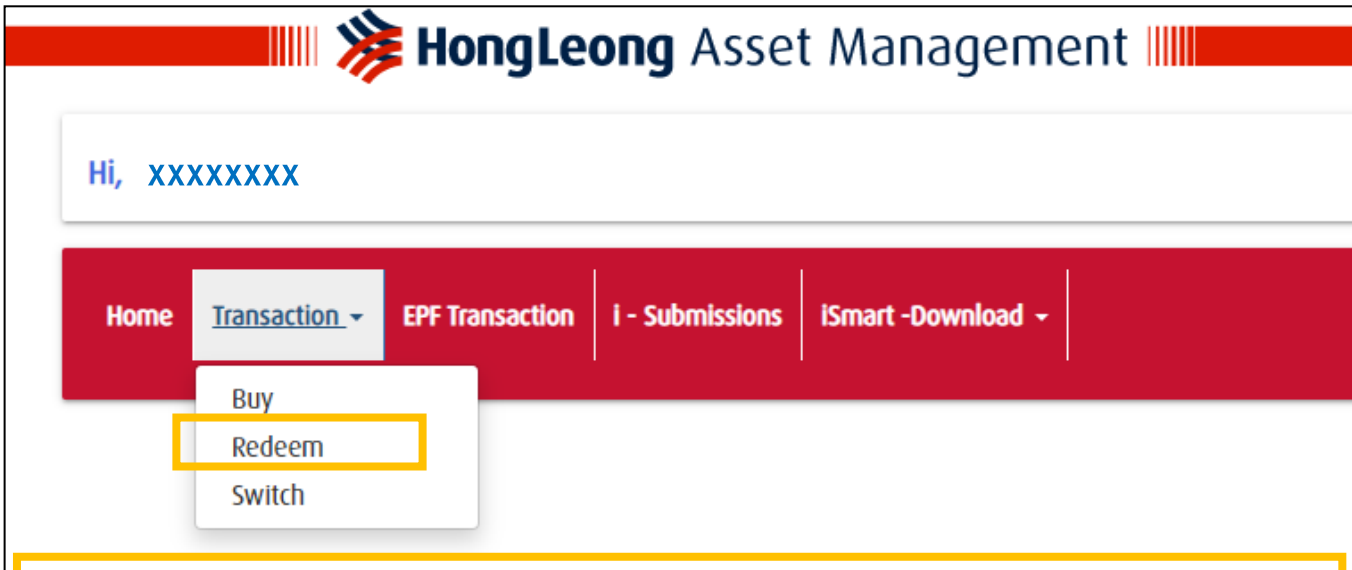 HongLeong Asset Management
Hi, XXXXXXXX
Home Transaction EPF Transaction i - Submissions iSmart -Download
Buy
Redeem
Switch